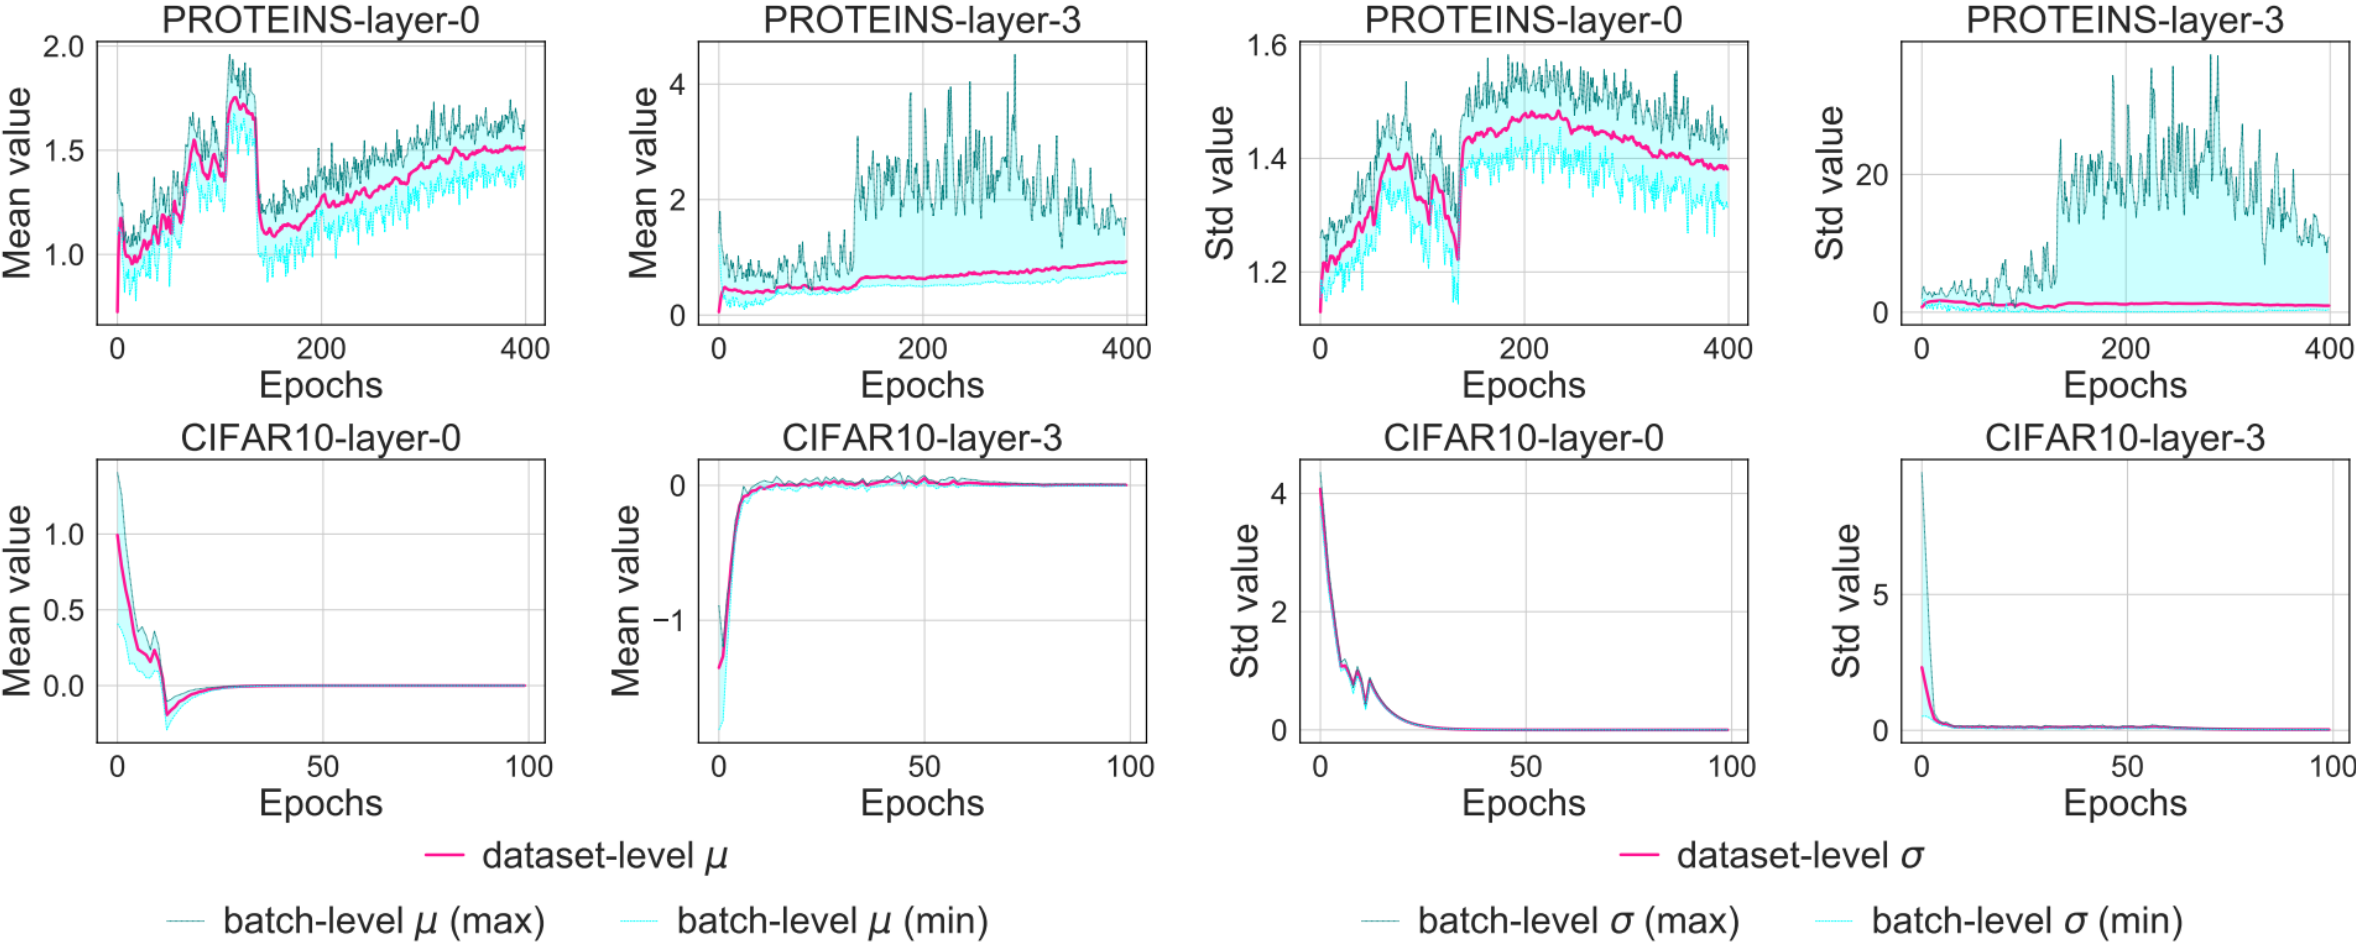 PROTEINS-layer-0
PROTEINS-layer-3
PROTEINS-layer-0
PROTEINS-layer-3
Mean value
2.0
1.5
1.0
0
200
400
Epochs
Mean value
4
2
0
0
200
400
Epochs
Std value
1.6
1.4
1.2
0
200
400
Epochs
Std value
20
0
0
200
400
Epochs
CIFAR10-layer-0
CIFAR10-layer-3
CIFAR10-layer-0
CIFAR10-layer-3
Mean value
1.0
0.5
0.0
0
50
100
Epochs
Mean value
0
−1
0
50
100
Epochs
Std value
4
2
0
0
50
100
Epochs
Std value
5
0
0
50
100
Epochs
dataset-level μ
dataset-level σ
batch-level μ (max)
batch-level μ (min)
batch-level σ (max)
batch-level σ (min)